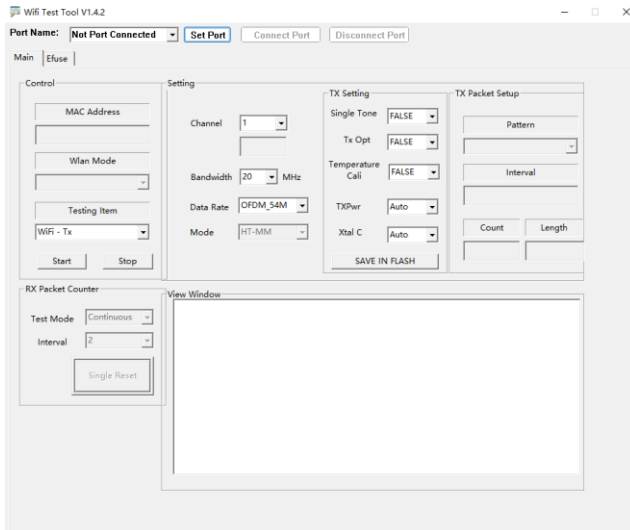 Wifi Test Tool V1.4.2
Port Name: Not Port Connected Set Port Connect Port Disconnect Port
Main Efuse
Control
MAC Address
Wlan Mode
Testing Item
WiFi - Tx
Start Stop
Setting
Channel 1
Bandwidth 20 MHz
Data Rate OFDM_54M
Mode HT-MM
TX Setting
Single Tone FALSE
Tx Opt FALSE
Temperature
Cali FALSE
TXPwr Auto
Xtal C Auto
SAVE IN FLASH
TX Packet Setup
Pattern
Interval
Count Length
RX Packet Counter
Test Mode Continuous
Interval 2
Single Reset
View Window